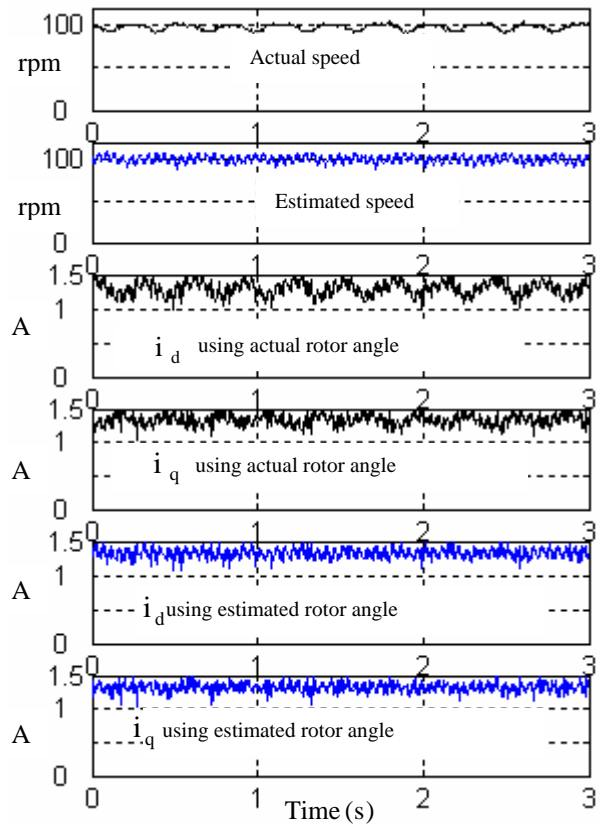 100
rpm
Actual speed
0
0 1 2 3
100
rpm
Estimated speed
0
0 1 2 3
1.5
1
A
i d using actual rotor angle
0
0 1 2 3
1.5
1
A
i q using actual rotor angle
0
0 1 2 3
1.5
1
A
i d using estimated rotor angle
0
0 1 2 3
1.5
1
A
i q using estimated rotor angle
0
0 1 2 3
Time (s)